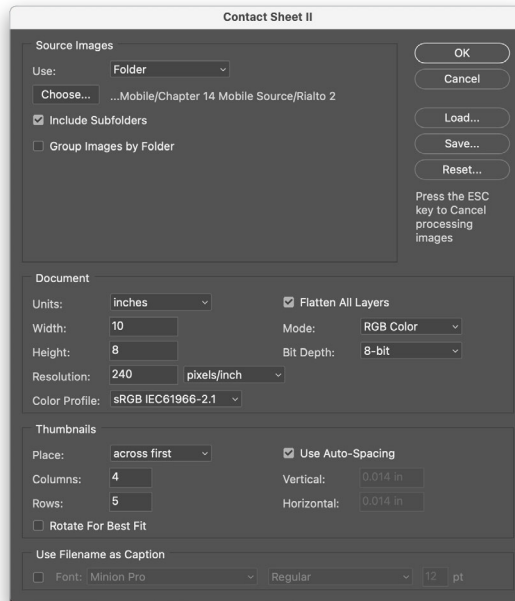 Contact Sheet II
Source Images
Use: Folder
Choose... ...Mobile/Chapter 14 Mobile Source/Rialto 2
Include Subfolders
Group Images by Folder
OK
Cancel
Load...
Save...
Reset...
Press the ESC
key to Cancel
processing
images
Document
Units: inches
Width: 10
Height: 8
Resolution: 240 pixels/inch
Color Profile: sRGB IEC61966-2.1
Flatten All Layers
Mode: RGB Color
Bit Depth: 8-bit
Thumbnails
Place: across first
Columns: 4
Rows: 5
Rotate For Best Fit
Use Auto-Spacing
Vertical: 0.014 in
Horizontal: 0.014 in
Use Filename as Caption
Font: Minion Pro Regular 12 pt